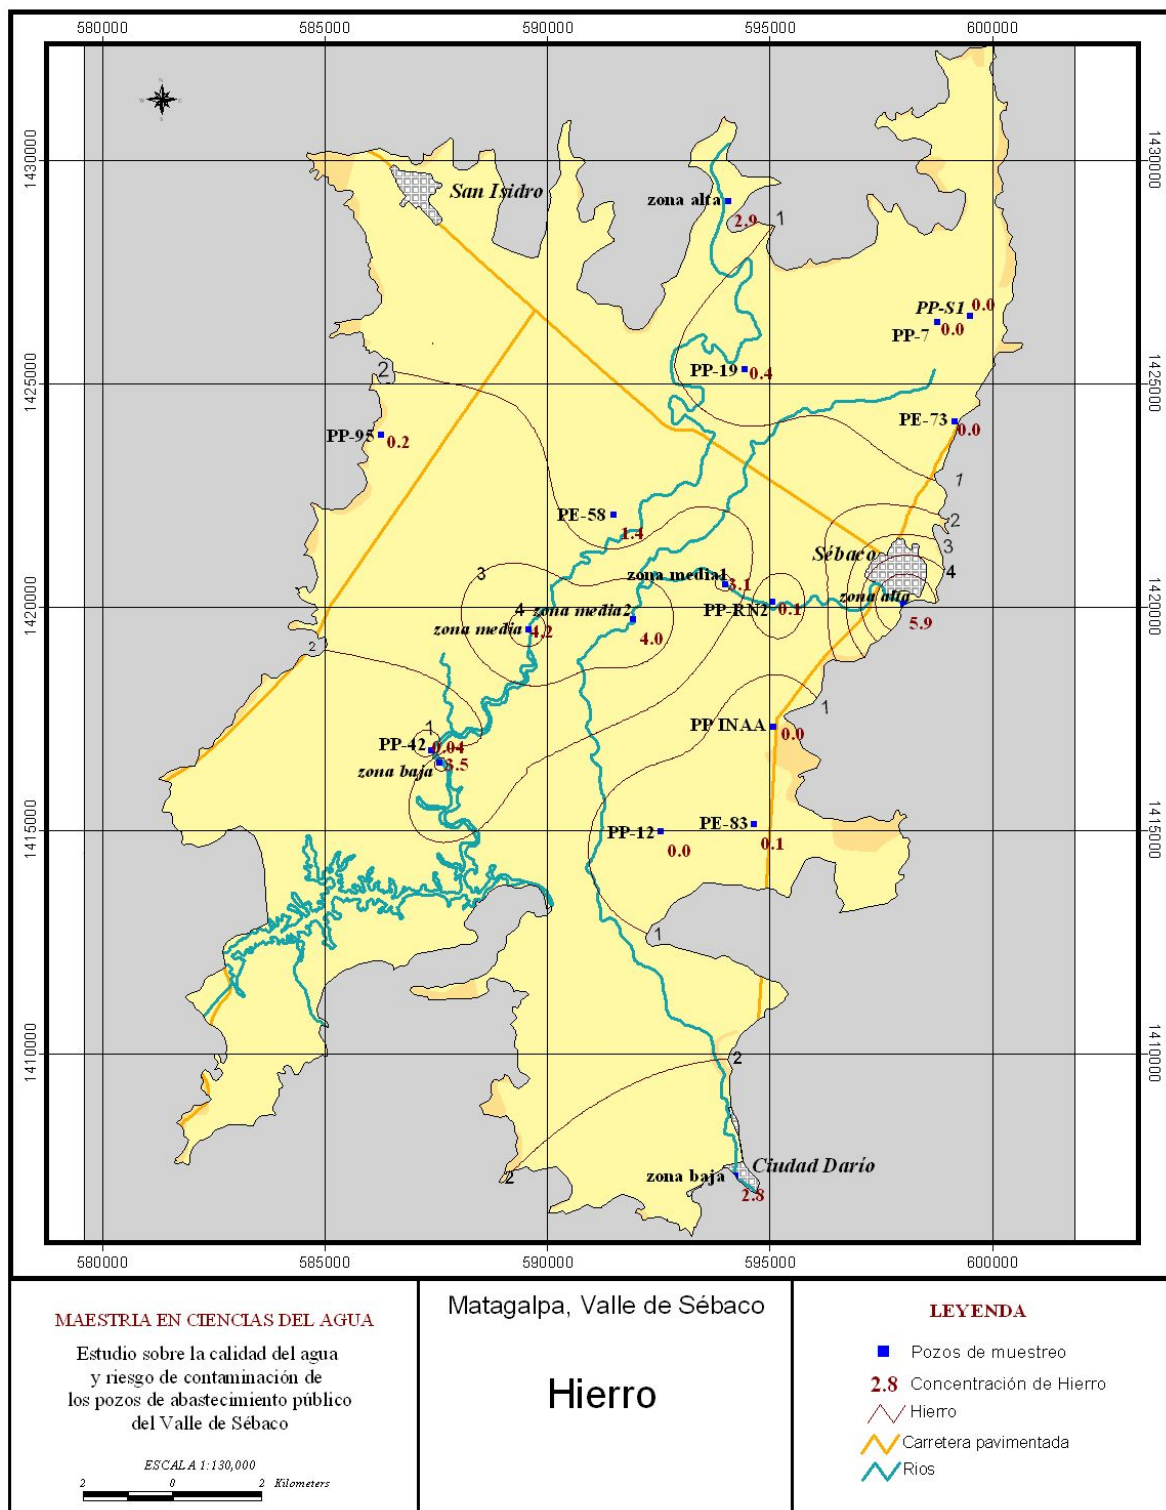 580000 585000 590000 595000 600000
1430000 1430000
San Isidro
zona alta
2.9
1
PP-S1 0.0
PP-7 0.0
PP-19 0.4
1425000 1425000
2
PE-73
0.0
PP-95 0.2
1
PE-58
1.4
2
Sébaco
3
3
zona media1 3.1
4
zona alta
5.9
PP-RN2 0.1
4 zona media2
4.0
1420000 1420000
zona media 4.2
2
1
1
PP-42 0.04
PP INAA
0.0
zona baja 3.5
PP-12
0.0
PE-83
0.1
1415000 1415000
1
1410000 1410000
2
2
Ciudad Darío
zona baja
2.8
580000 585000 590000 595000 600000
MAESTRIA EN CIENCIAS DEL AGUA
Estudio sobre la calidad del agua
y riesgo de contaminación de
los pozos de abastecimiento público
del Valle de Sébaco
ESCALA 1:130,000
2 0 2 Kilometers
Matagalpa, Valle de Sébaco
Hierro
LEYENDA
Pozos de muestreo
2.8 Concentración de Hierro
Hierro
Carretera pavimentada
Rios